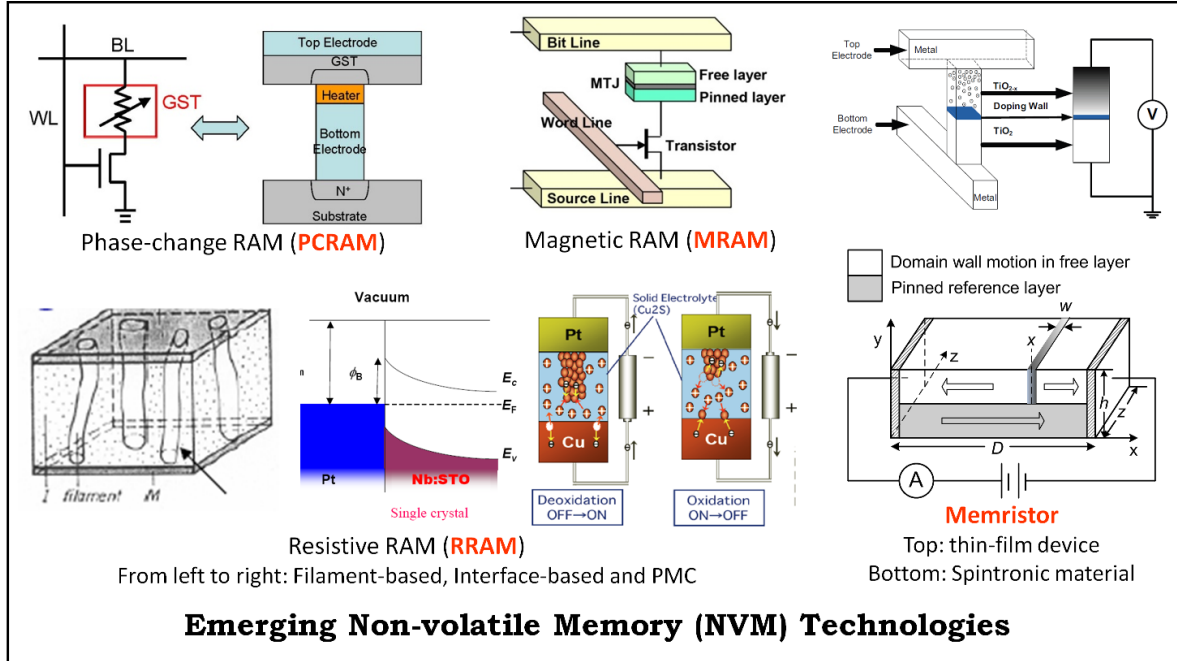 BL
WL
GST
Top Electrode
GST
Heater
Bottom
Electrode
N⁺
Substrate
Phase-change RAM (PCRAM)
Bit Line
MTJ
Free layer
Pinned layer
Word Line
Transistor
Source Line
Magnetic RAM (MRAM)
Top
Electrode
Metal
TiO2-x
Doping Wall
TiO2
Bottom
Electrode
Metal
V
I filament M
Vacuum
ϕB
Ec
EF
Ev
Pt
Nb:STO
Single crystal
Solid Electrolyte
(Cu2S)
Pt
−
+
Cu
Deoxidation
OFF→ON
Pt
−
+
Cu
Oxidation
ON→OFF
Resistive RAM (RRAM)
From left to right: Filament-based, Interface-based and PMC
Domain wall motion in free layer
Pinned reference layer
w
y
z
x
h
z
D
x
A
Memristor
Top: thin-film device
Bottom: Spintronic material
Emerging Non-volatile Memory (NVM) Technologies